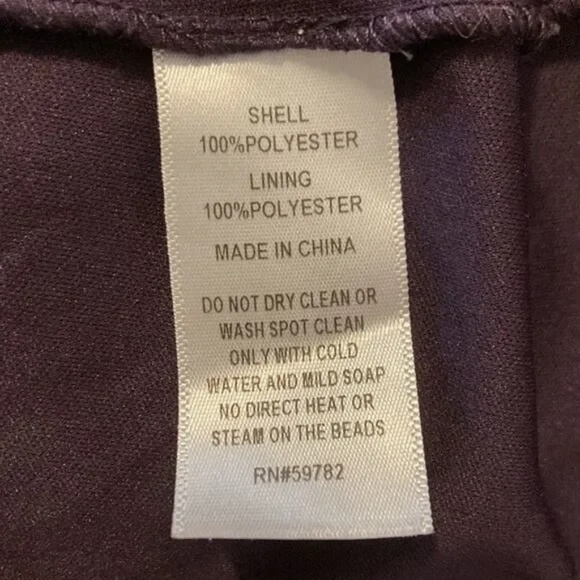 SHELL
100%POLYESTER
LINING
100%POLYESTER
MADE IN CHINA
DO NOT DRY CLEAN OR
WASH SPOT CLEAN
ONLY WITH COLD
WATER AND MILD SOAP
NO DIRECT HEAT OR
STEAM ON THE BEADS
RN#59782